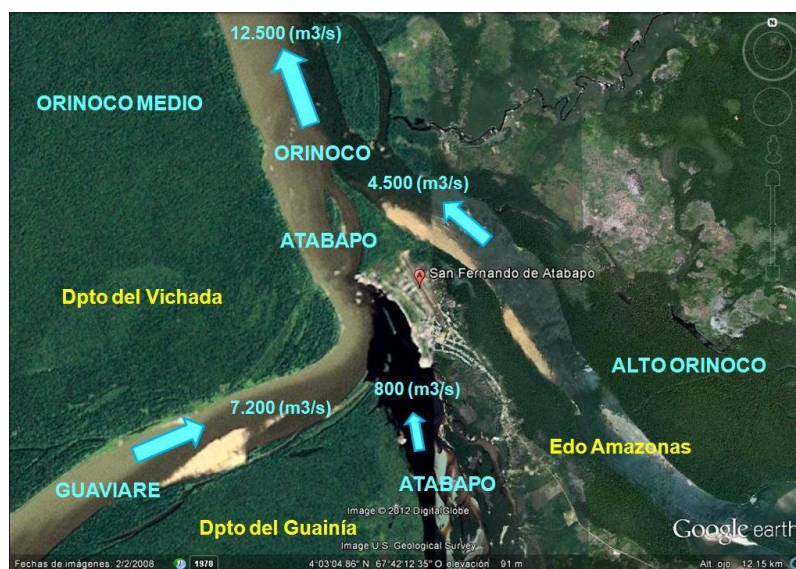 12.500 (m3/s)
ORINOCO MEDIO
ORINOCO
4.500 (m3/s)
ATABAPO
San Fernando de Atabapo
Dpto del Vichada
ALTO ORINOCO
800 (m3/s)
7.200 (m3/s)
Edo Amazonas
GUAVIARE
ATABAPO
Image © 2012 DigitalGlobe
Dpto del Guainía
Google earth
Image U.S. Geological Survey
Fechas de imágenes: 2/2/2008
1970
4°03'04.86" N 67°42'12.35" O elevación 91 m
Alt. ojo 12.15 km
N
A